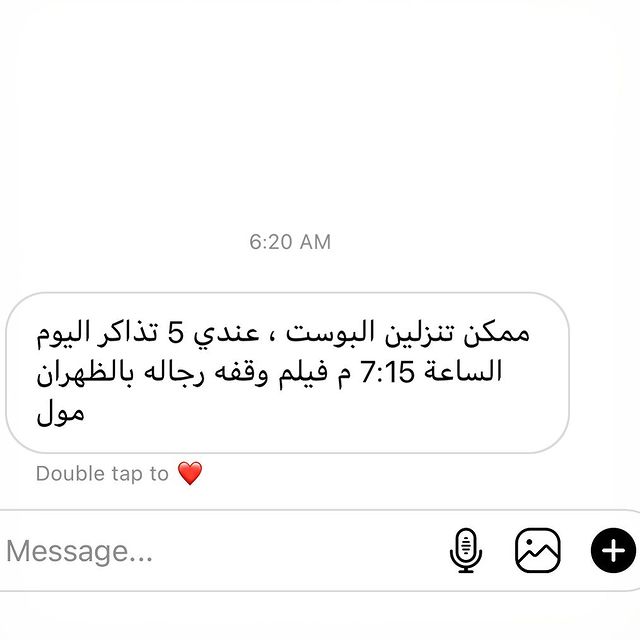 6:20 AM
ممكن تنزلين البوست ، عندي 5 تذاكر اليوم
الساعة 7:15 م فيلم وقفه رجاله بالظهران
مول
Double tap to ❤️
Message...